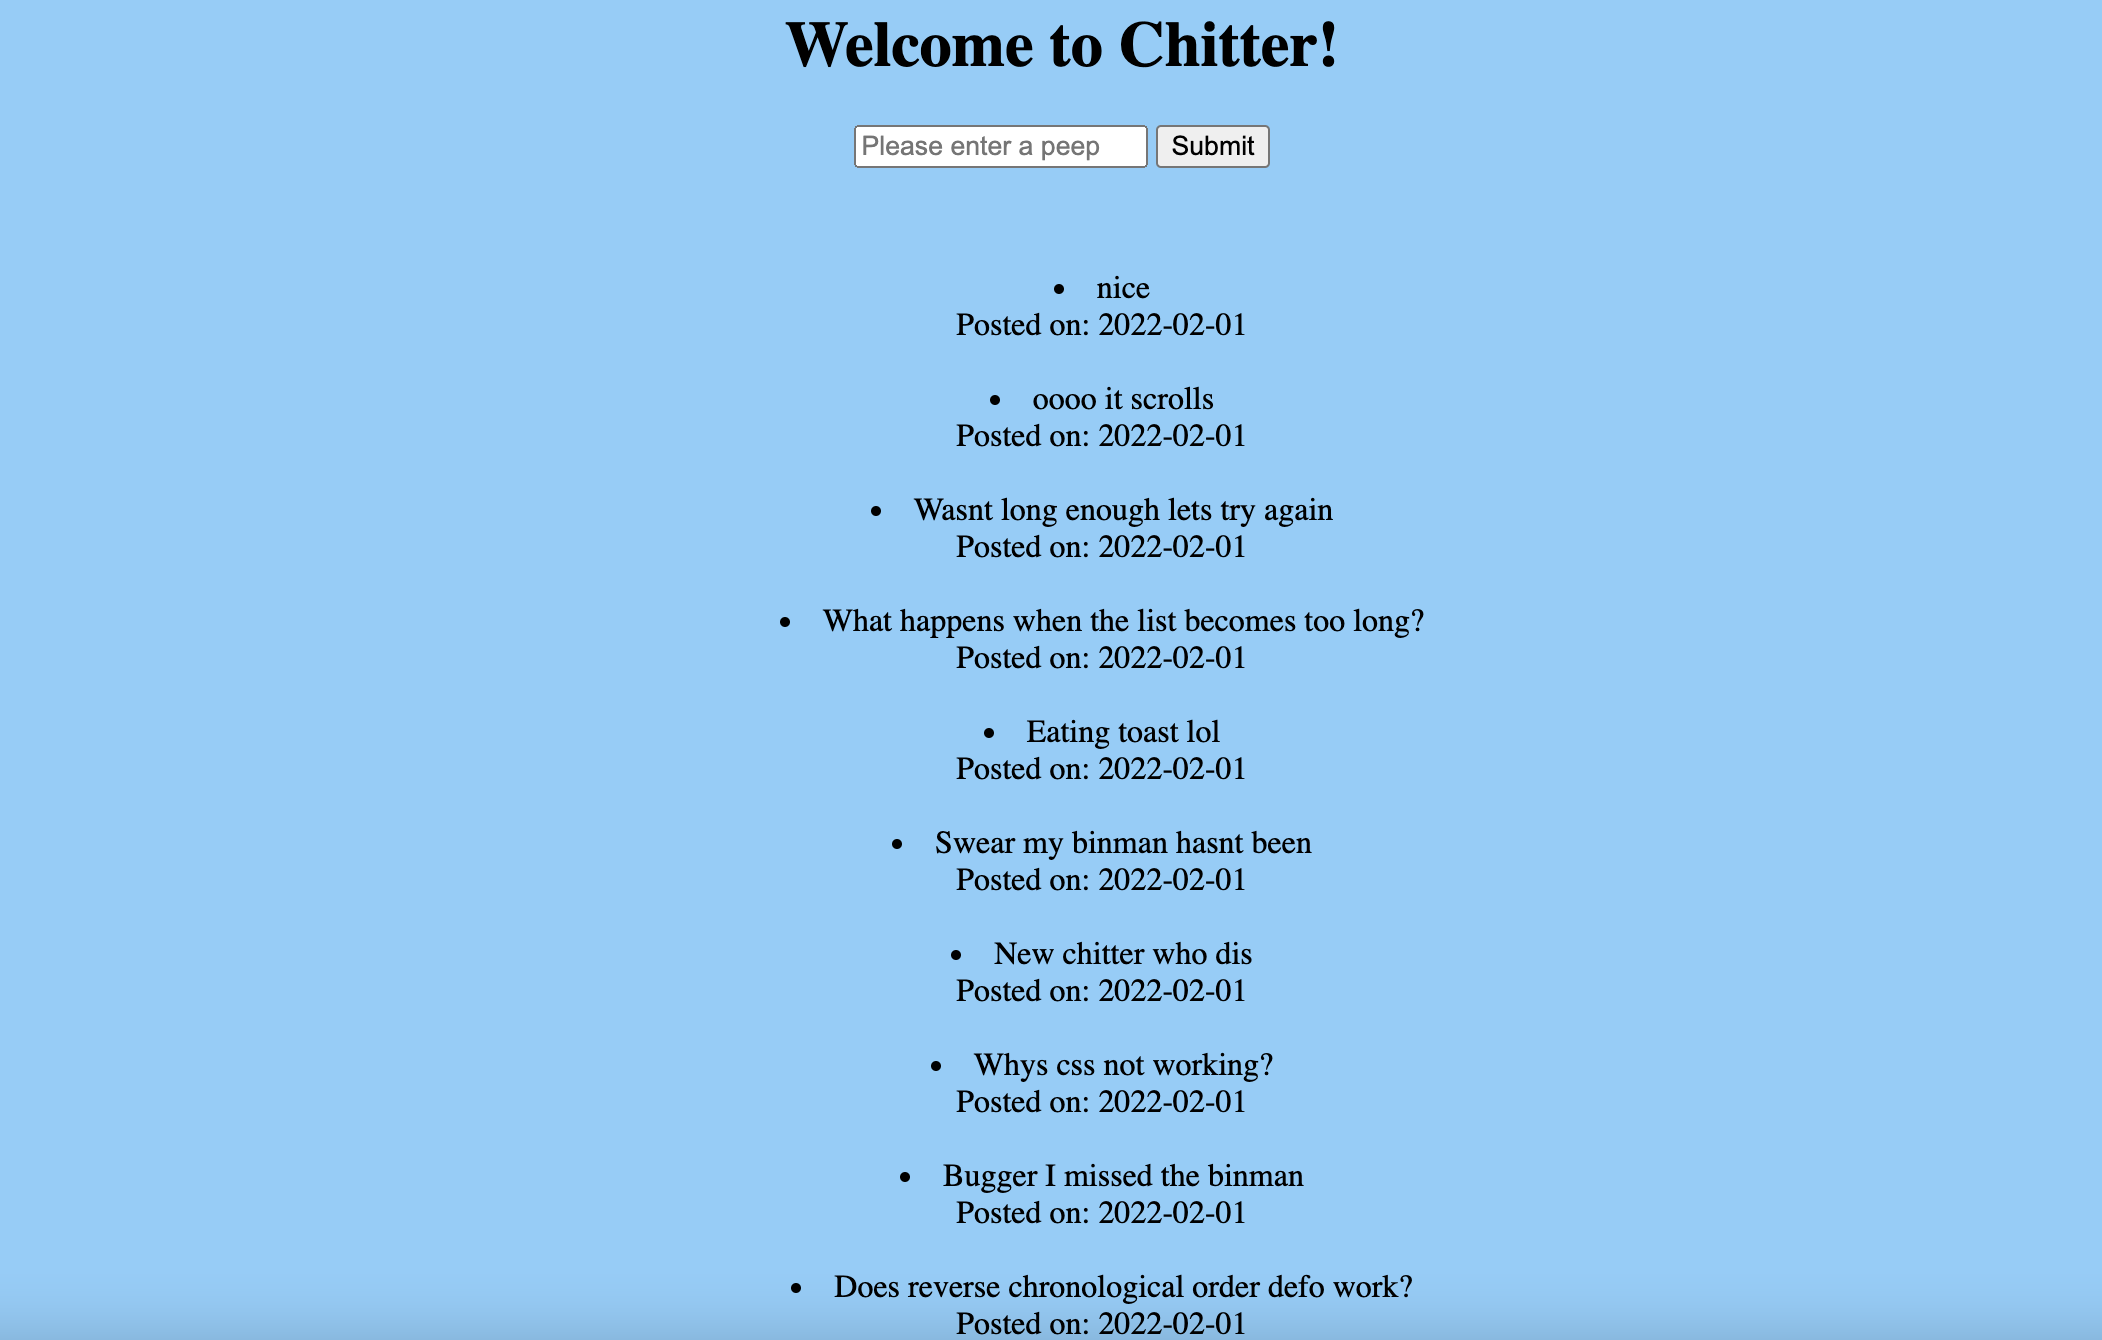 Welcome to Chitter!
Please enter a peep Submit
• nice
Posted on: 2022-02-01
• oooo it scrolls
Posted on: 2022-02-01
• Wasnt long enough lets try again
Posted on: 2022-02-01
• What happens when the list becomes too long?
Posted on: 2022-02-01
• Eating toast lol
Posted on: 2022-02-01
• Swear my binman hasnt been
Posted on: 2022-02-01
• New chitter who dis
Posted on: 2022-02-01
• Whys css not working?
Posted on: 2022-02-01
• Bugger I missed the binman
Posted on: 2022-02-01
• Does reverse chronological order defo work?
Posted on: 2022-02-01